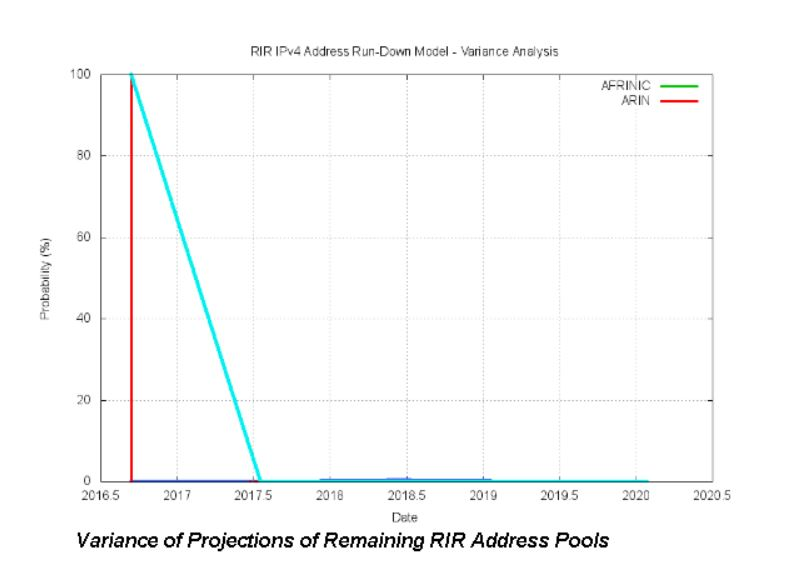 RIR IPv4 Address Run-Down Model - Variance Analysis
100
AFRINIC
ARIN
80
60
Probability (%)
40
20
0
2016.5 2017 2017.5 2018 2018.5 2019 2019.5 2020 2020.5
Date
Variance of Projections of Remaining RIR Address Pools